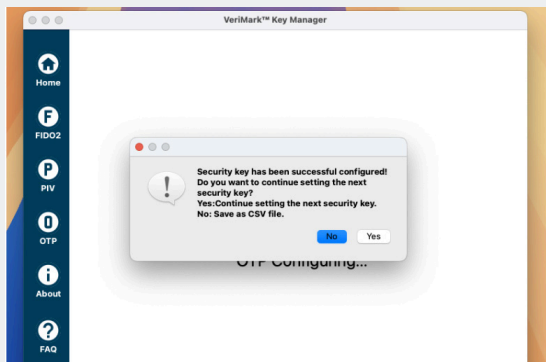 VeriMark™ Key Manager
Home
FIDO2
PIV
OTP
About
FAQ
Security key has been successful configured!
Do you want to continue setting the next
security key?
Yes:Continue setting the next security key.
No: Save as CSV file.
No Yes
OTP Configuring...